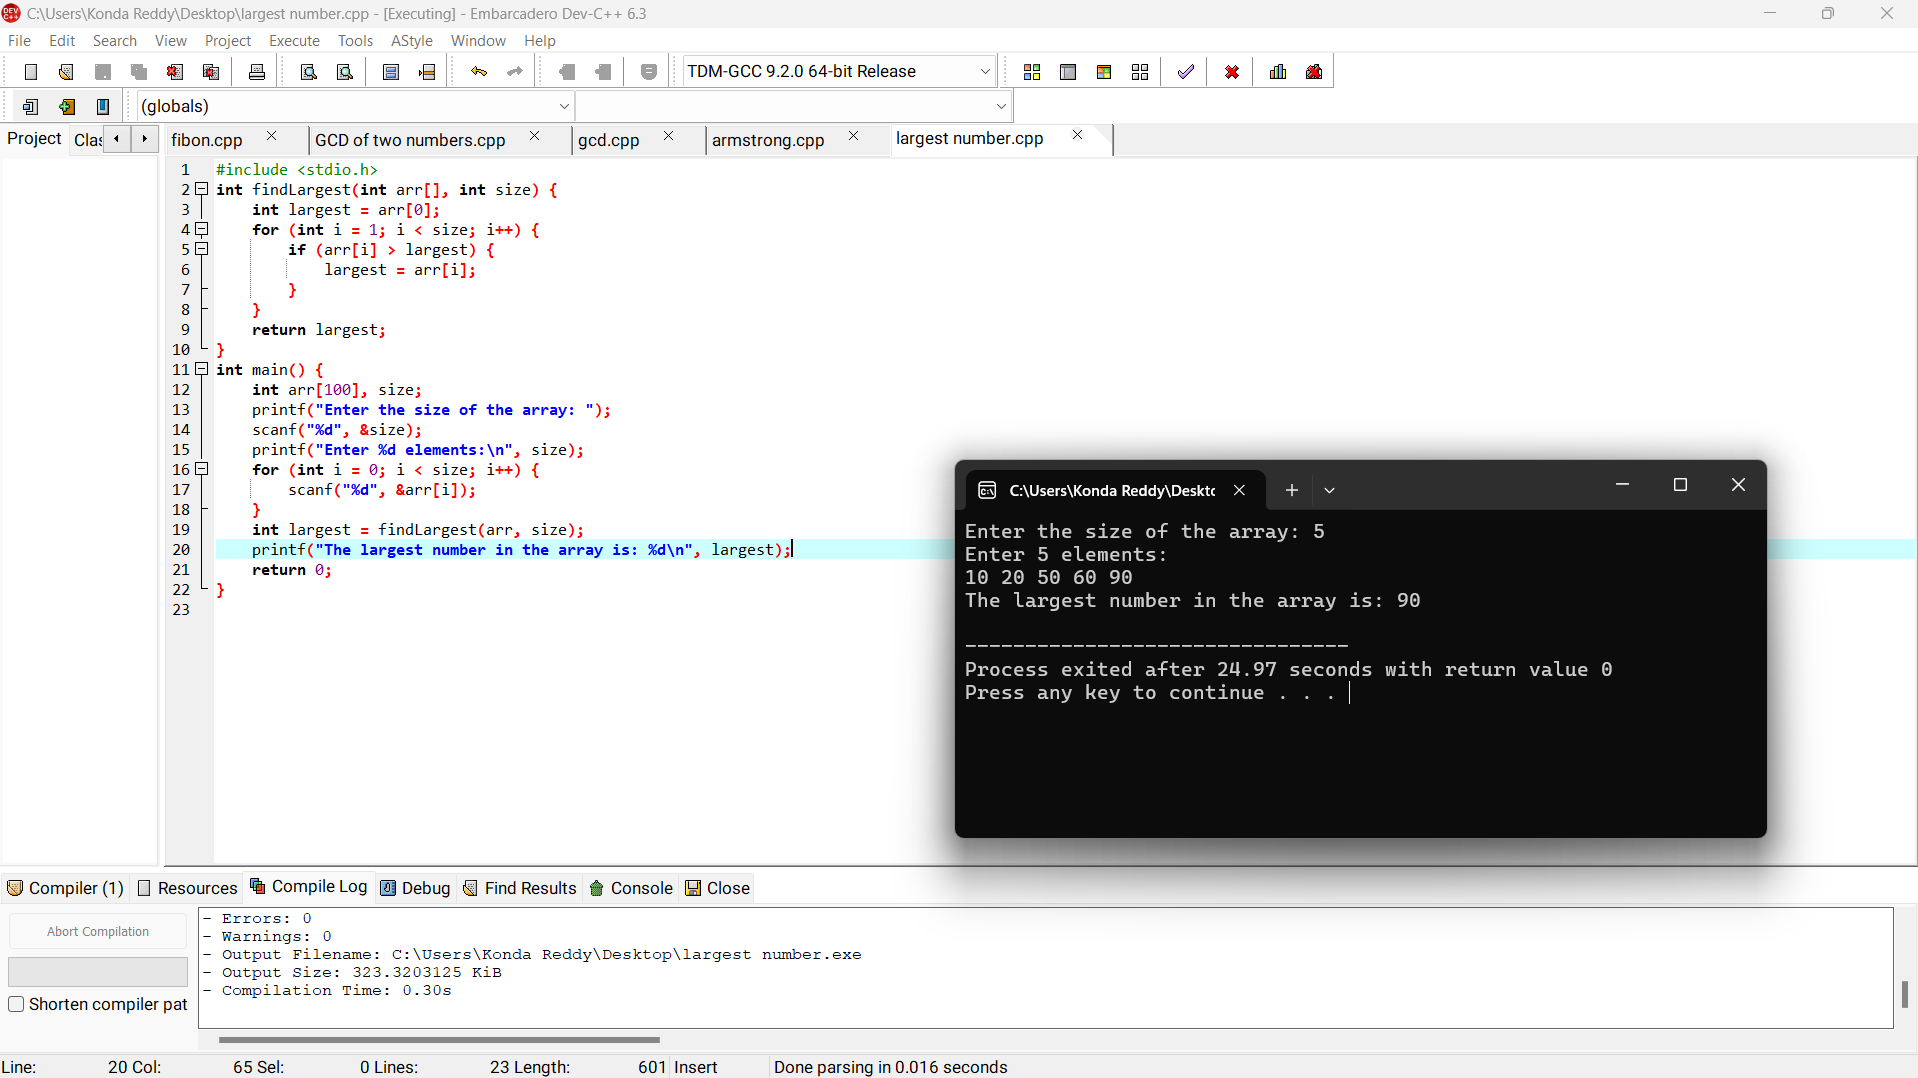 C:\Users\Konda Reddy\Desktop\largest number.cpp - [Executing] - Embarcadero Dev-C++ 6.3
File Edit Search View Project Execute Tools AStyle Window Help
TDM-GCC 9.2.0 64-bit Release
(globals)
Project Clas fibon.cpp GCD of two numbers.cpp gcd.cpp armstrong.cpp largest number.cpp
1 #include <stdio.h>
2 int findLargest(int arr[], int size) {
3 int largest = arr[0];
4 for (int i = 1; i < size; i++) {
5 if (arr[i] > largest) {
6 largest = arr[i];
7 }
8 }
9 return largest;
10 }
11 int main() {
12 int arr[100], size;
13 printf("Enter the size of the array: ");
14 scanf("%d", &size);
15 printf("Enter %d elements:\n", size);
16 for (int i = 0; i < size; i++) {
17 scanf("%d", &arr[i]);
18 }
19 int largest = findLargest(arr, size);
20 printf("The largest number in the array is: %d\n", largest);
21 return 0;
22 }
23
C:\Users\Konda Reddy\Deskto
Enter the size of the array: 5
Enter 5 elements:
10 20 50 60 90
The largest number in the array is: 90
--------------------------------
Process exited after 24.97 seconds with return value 0
Press any key to continue . . .
Compiler (1) Resources Compile Log Debug Find Results Console Close
Abort Compilation
Shorten compiler pat
- Errors: 0
- Warnings: 0
- Output Filename: C:\Users\Konda Reddy\Desktop\largest number.exe
- Output Size: 323.3203125 KiB
- Compilation Time: 0.30s
Line: 20 Col: 65 Sel: 0 Lines: 23 Length: 601 Insert Done parsing in 0.016 seconds